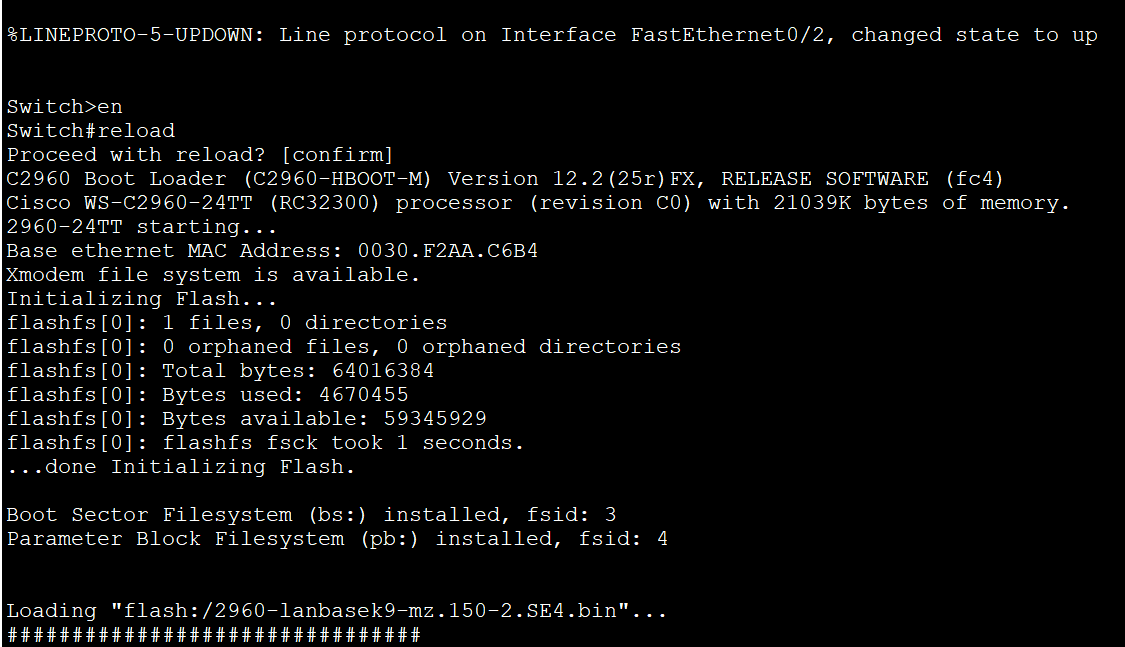 %LINEPROTO-5-UPDOWN: Line protocol on Interface FastEthernet0/2, changed state to up
Switch>en
Switch#reload
Proceed with reload? [confirm]
C2960 Boot Loader (C2960-HBOOT-M) Version 12.2(25r)FX, RELEASE SOFTWARE (fc4)
Cisco WS-C2960-24TT (RC32300) processor (revision C0) with 21039K bytes of memory.
2960-24TT starting...
Base ethernet MAC Address: 0030.F2AA.C6B4
Xmodem file system is available.
Initializing Flash...
flashfs[0]: 1 files, 0 directories
flashfs[0]: 0 orphaned files, 0 orphaned directories
flashfs[0]: Total bytes: 64016384
flashfs[0]: Bytes used: 4670455
flashfs[0]: Bytes available: 59345929
flashfs[0]: flashfs fsck took 1 seconds.
...done Initializing Flash.
Boot Sector Filesystem (bs:) installed, fsid: 3
Parameter Block Filesystem (pb:) installed, fsid: 4
Loading "flash:/2960-lanbasek9-mz.150-2.SE4.bin"...
################################